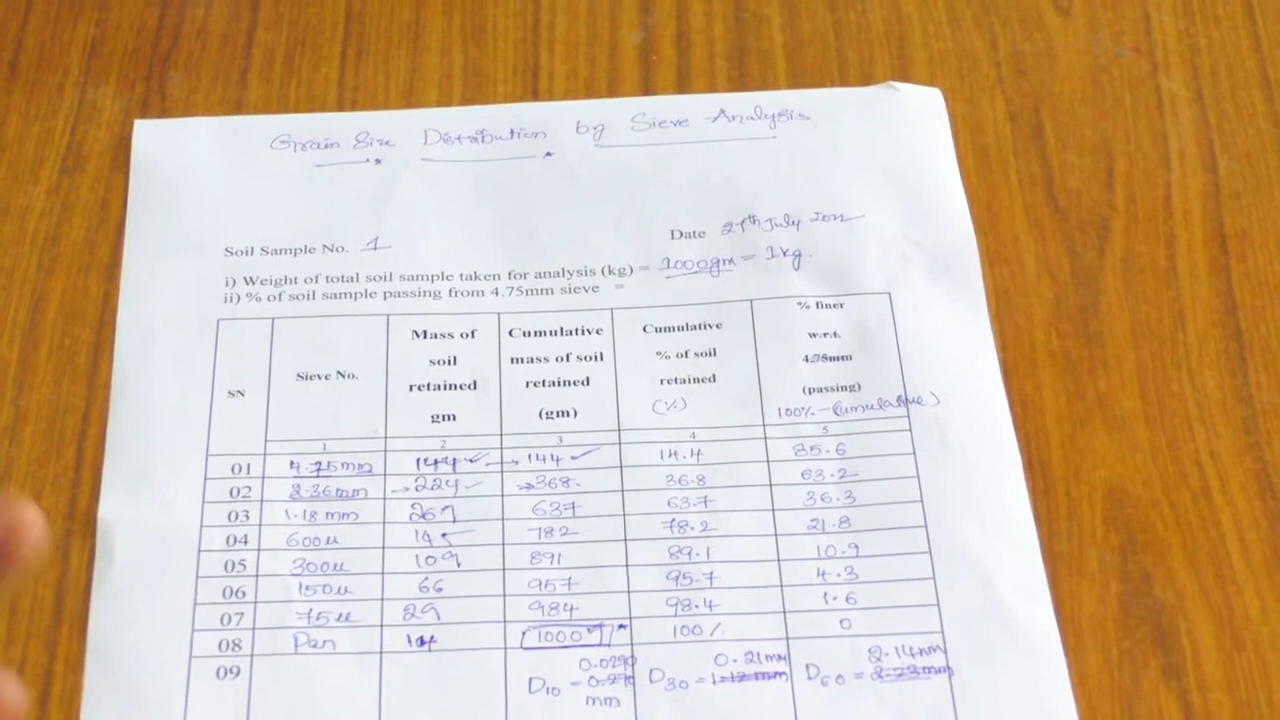 Grain Size Distribution by Sieve Analysis
Soil Sample No. 1
Date 27th July 2022
i) Weight of total soil sample taken for analysis (kg) = 1000gm = 1kg.
ii) % of soil sample passing from 4.75mm sieve =
SN | Sieve No. | Mass of soil retained gm | Cumulative mass of soil retained (gm) | Cumulative % of soil retained (%) | % finer w.r.t. 4.75mm (passing) 100% - Cumulative)
1 | 2 | 3 | 4 | 5
01 | 4.75mm | 144 | 144 | 14.4 | 85.6
02 | 2.36mm | 224 | 368. | 36.8 | 63.2
03 | 1.18 mm | 269 | 637 | 63.7 | 36.3
04 | 600u | 145 | 782 | 78.2 | 21.8
05 | 300u | 109 | 891 | 89.1 | 10.9
06 | 150u | 66 | 957 | 95.7 | 4.3
07 | 75u | 29 | 984 | 98.4 | 1.6
08 | Pan | 14 | 1000 | 100% | 0
09 | D10 = 0.0290 mm | D30 = 0.21mm | D60 = 2.14mm